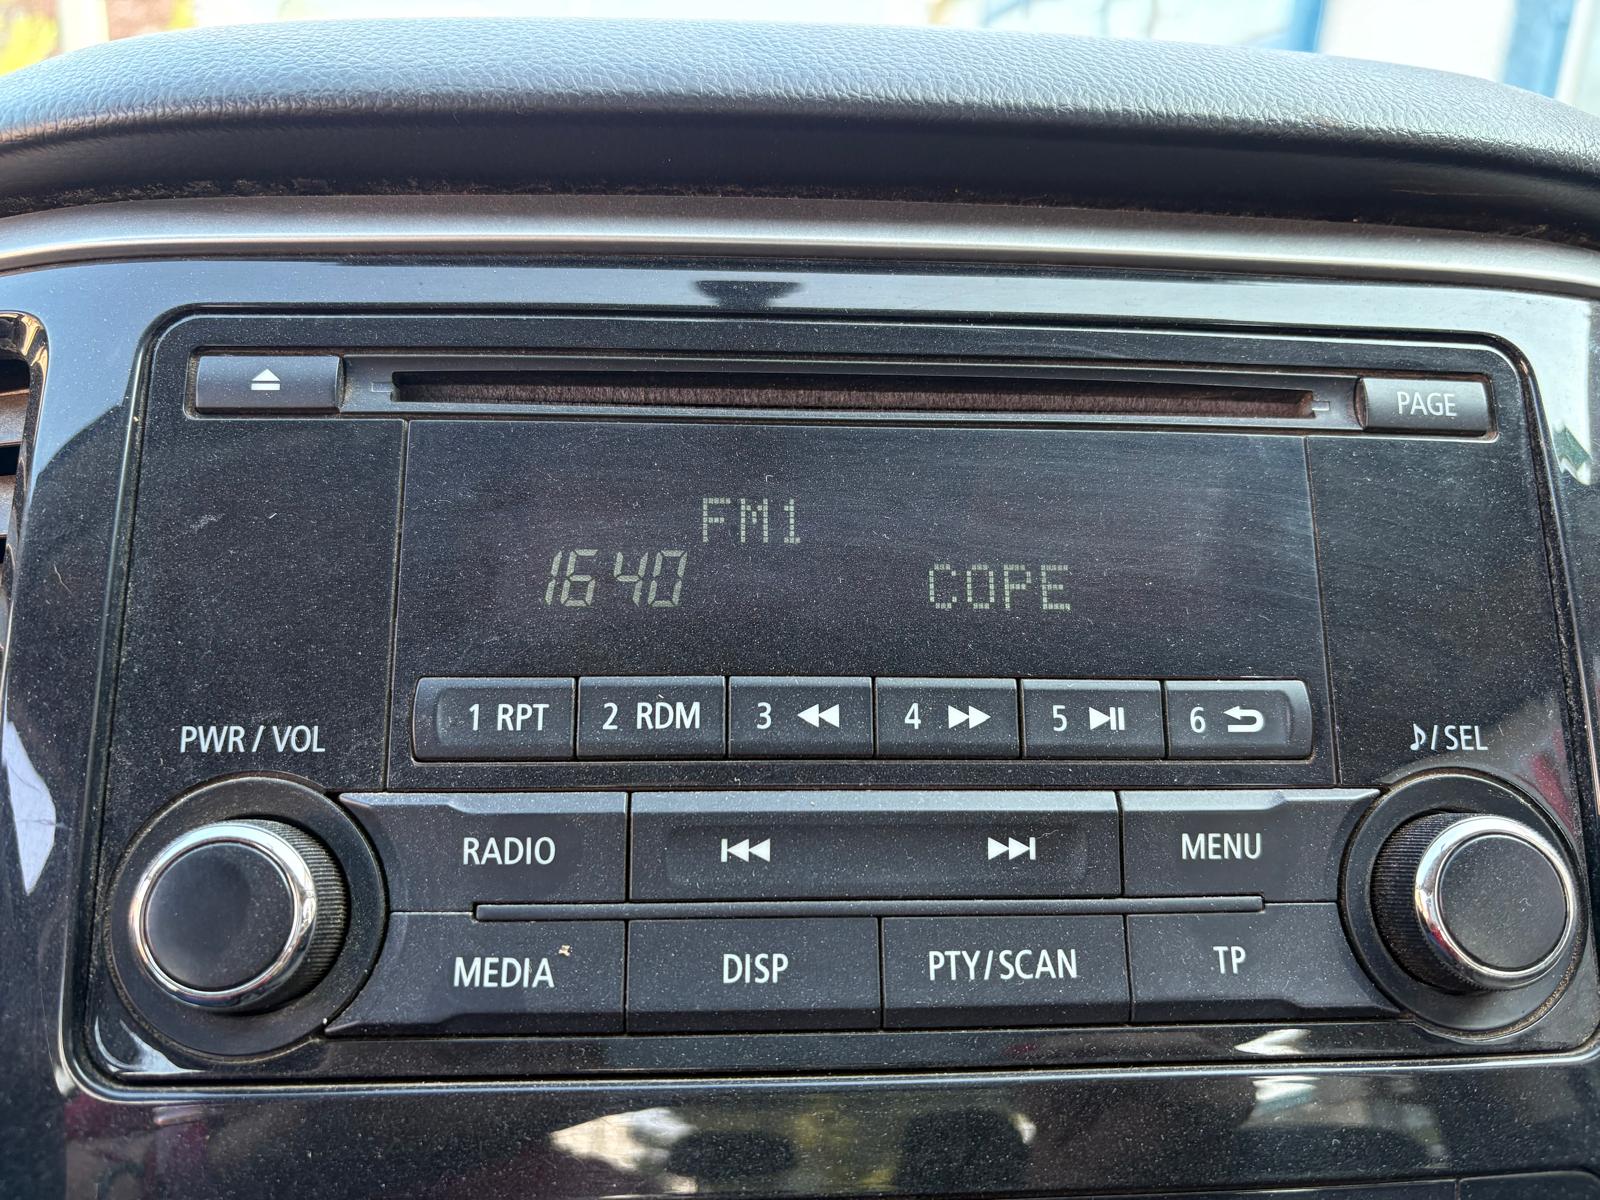 PAGE
FM1
1640 COPE
1 RPT 2 RDM 3 4 5 6
PWR / VOL ♪/SEL
RADIO MENU
MEDIA DISP PTY/SCAN TP